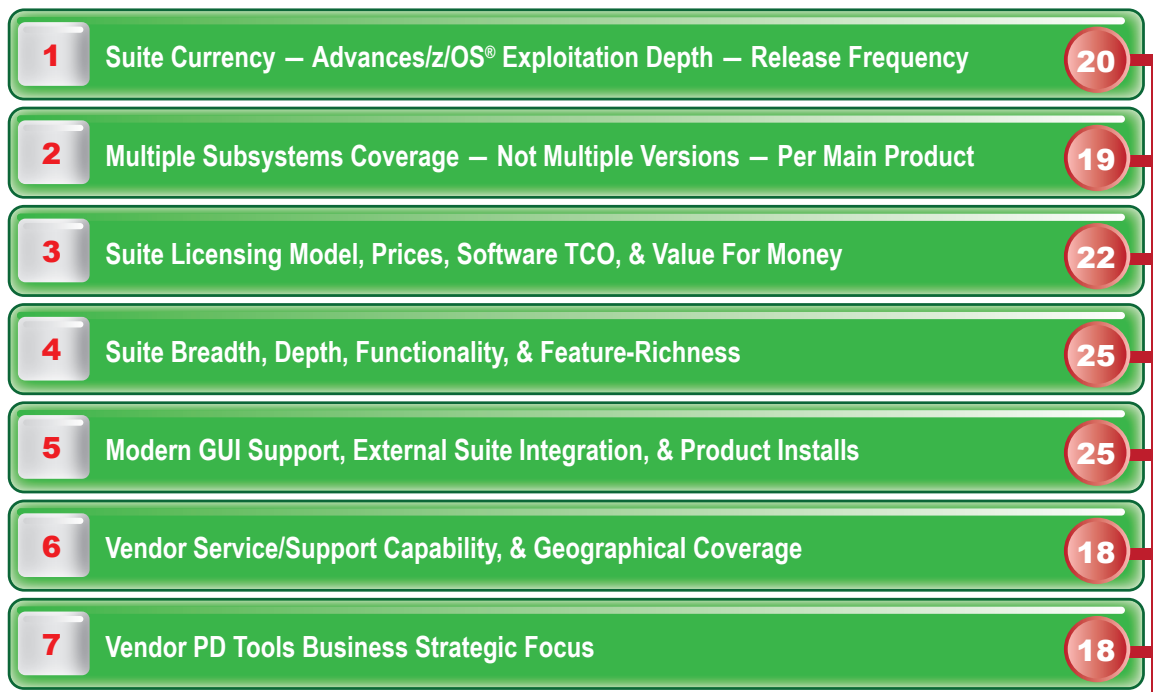 1 Suite Currency — Advances/z/OS® Exploitation Depth — Release Frequency 20
2 Multiple Subsystems Coverage — Not Multiple Versions — Per Main Product 19
3 Suite Licensing Model, Prices, Software TCO, & Value For Money 22
4 Suite Breadth, Depth, Functionality, & Feature-Richness 25
5 Modern GUI Support, External Suite Integration, & Product Installs 25
6 Vendor Service/Support Capability, & Geographical Coverage 18
7 Vendor PD Tools Business Strategic Focus 18